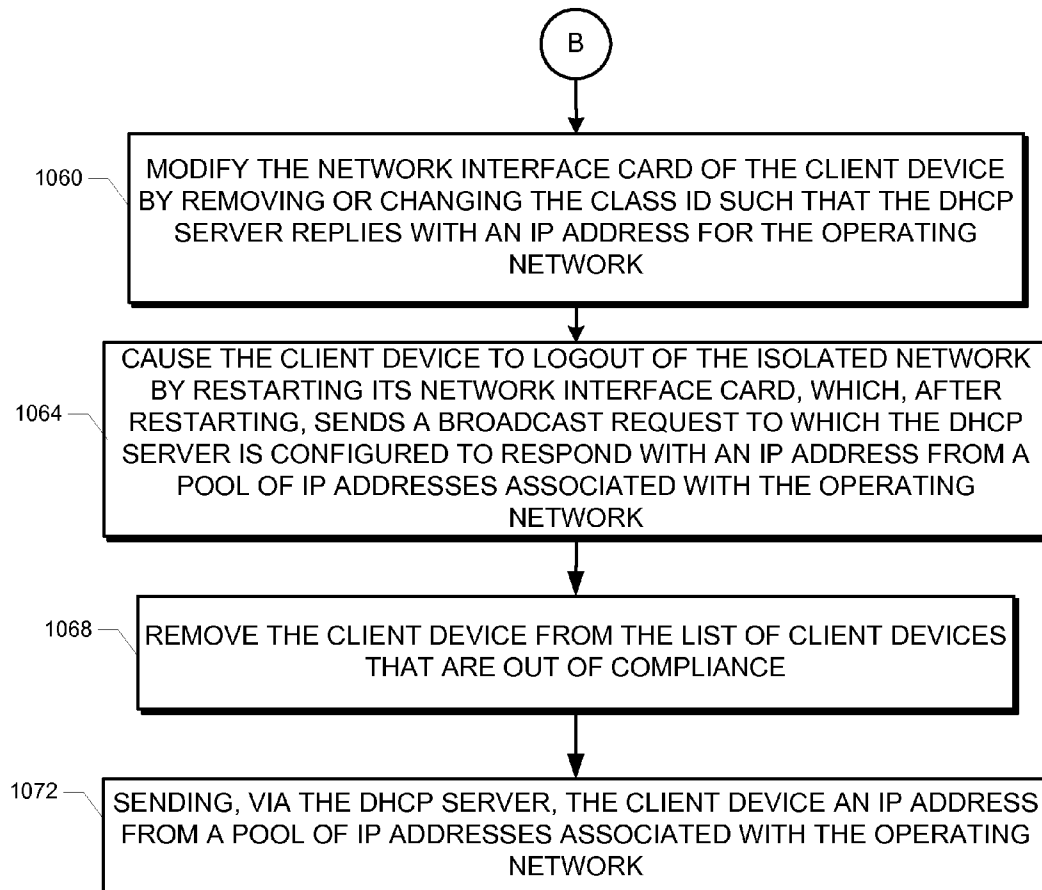 B
1060
MODIFY THE NETWORK INTERFACE CARD OF THE CLIENT DEVICE
BY REMOVING OR CHANGING THE CLASS ID SUCH THAT THE DHCP
SERVER REPLIES WITH AN IP ADDRESS FOR THE OPERATING
NETWORK
1064
CAUSE THE CLIENT DEVICE TO LOGOUT OF THE ISOLATED NETWORK
BY RESTARTING ITS NETWORK INTERFACE CARD, WHICH, AFTER
RESTARTING, SENDS A BROADCAST REQUEST TO WHICH THE DHCP
SERVER IS CONFIGURED TO RESPOND WITH AN IP ADDRESS FROM A
POOL OF IP ADDRESSES ASSOCIATED WITH THE OPERATING
NETWORK
1068
REMOVE THE CLIENT DEVICE FROM THE LIST OF CLIENT DEVICES
THAT ARE OUT OF COMPLIANCE
1072
SENDING, VIA THE DHCP SERVER, THE CLIENT DEVICE AN IP ADDRESS
FROM A POOL OF IP ADDRESSES ASSOCIATED WITH THE OPERATING
NETWORK